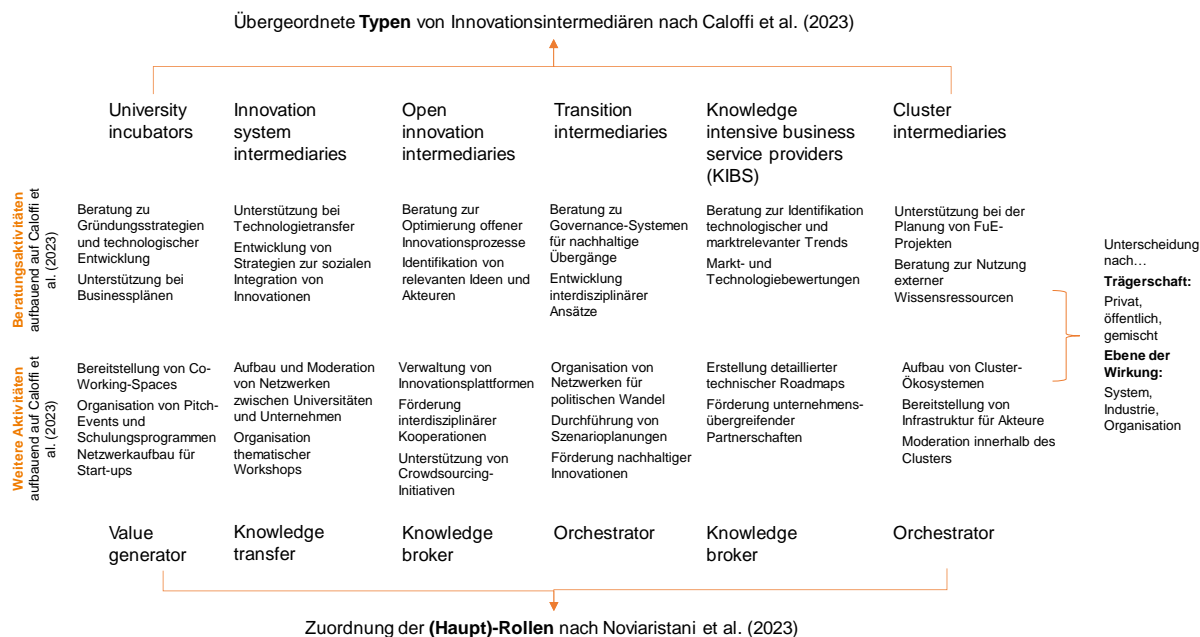 Übergeordnete Typen von Innovationsintermediären nach Caloffi et al. (2023)
University
incubators
Innovation
system
intermediaries
Open
innovation
intermediaries
Transition
intermediaries
Knowledge
intensive business
service providers
(KIBS)
Cluster
intermediaries
Beratungsaktivitäten
aufbauend auf Caloffi et
al. (2023)
Beratung zu
Gründungsstrategien
und technologischer
Entwicklung
Unterstützung bei
Businessplänen
Unterstützung bei
Technologietransfer
Entwicklung von
Strategien zur sozialen
Integration von
Innovationen
Beratung zur
Optimierung offener
Innovationsprozesse
Identifikation von
relevanten Ideen und
Akteuren
Beratung zu
Governance-Systemen
für nachhaltige
Übergänge
Entwicklung
interdisziplinärer
Ansätze
Beratung zur Identifikation
technologischer und
marktrelevanter Trends
Markt- und
Technologiebewertungen
Unterstützung bei der
Planung von FuE-
Projekten
Beratung zur Nutzung
externer
Wissensressourcen
Unterscheidung
nach…
Trägerschaft:
Privat,
öffentlich,
gemischt
Ebene der
Wirkung:
System,
Industrie,
Organisation
Weitere Aktivitäten
aufbauend auf Caloffi et
al. (2023)
Bereitstellung von Co-
Working-Spaces
Organisation von Pitch-
Events und
Schulungsprogrammen
Netzwerkaufbau für
Start-ups
Aufbau und Moderation
von Netzwerken
zwischen Universitäten
und Unternehmen
Organisation
thematischer
Workshops
Verwaltung von
Innovationsplattformen
Förderung
interdisziplinärer
Kooperationen
Unterstützung von
Crowdsourcing-
Initiativen
Organisation von
Netzwerken für
politischen Wandel
Durchführung von
Szenarioplanungen
Förderung nachhaltiger
Innovationen
Erstellung detaillierter
technischer Roadmaps
Förderung unternehmens-
übergreifender
Partnerschaften
Aufbau von Cluster-
Ökosystemen
Bereitstellung von
Infrastruktur für Akteure
Moderation innerhalb des
Clusters
Value
generator
Knowledge
transfer
Knowledge
broker
Orchestrator
Knowledge
broker
Orchestrator
Zuordnung der (Haupt)-Rollen nach Noviaristani et al. (2023)